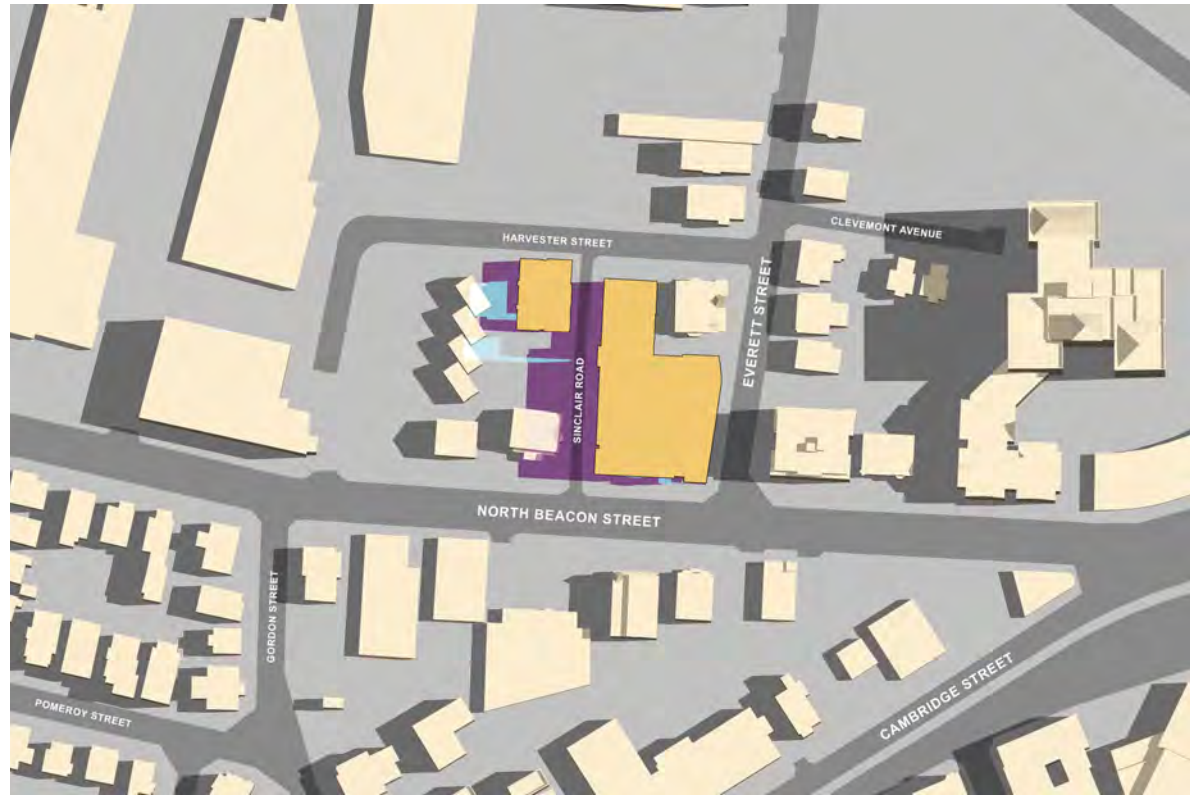 CLEVEMONT AVENUE
HARVESTER STREET
EVERETT STREET
SINCLAIR ROAD
NORTH BEACON STREET
GORDON STREET
CAMBRIDGE STREET
POMEROY STREET